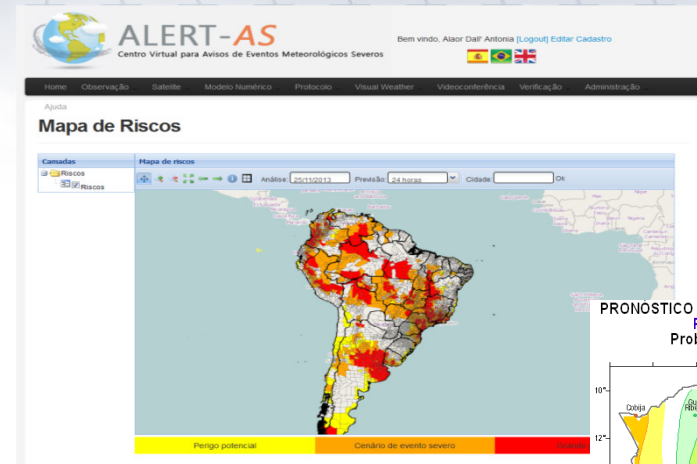 ALERT-AS
Centro Virtual para Avisos de Eventos Meteorológicos Severos
Bem vindo, Alaor Dall' Antonia [Logout] Editar Cadastro
Home Observação Satelite Modelo Numérico Protocolo Visual Weather Videoconferência Verificação Administração
Ajuda
Mapa de Riscos
Camadas
Mapa de riscos
Riscos
Riscos
Análise: 25/11/2013 Previsão: 24 horas Cidade: Ok
PRONÓSTICO
Prob
10°
Cobija
12°
Perigo potencial Cenário de evento severo